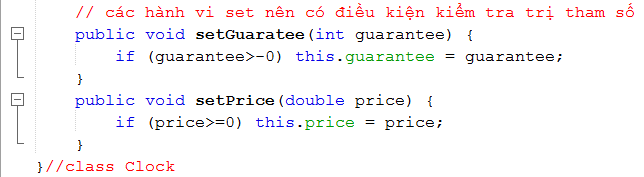 // các hành vi set nên có điều kiện kiểm tra trị tham số
public void setGuaratee(int guarantee) {
if (guarantee>-0) this.guarantee = guarantee;
}
public void setPrice(double price) {
if (price>=0) this.price = price;
}
}//class Clock